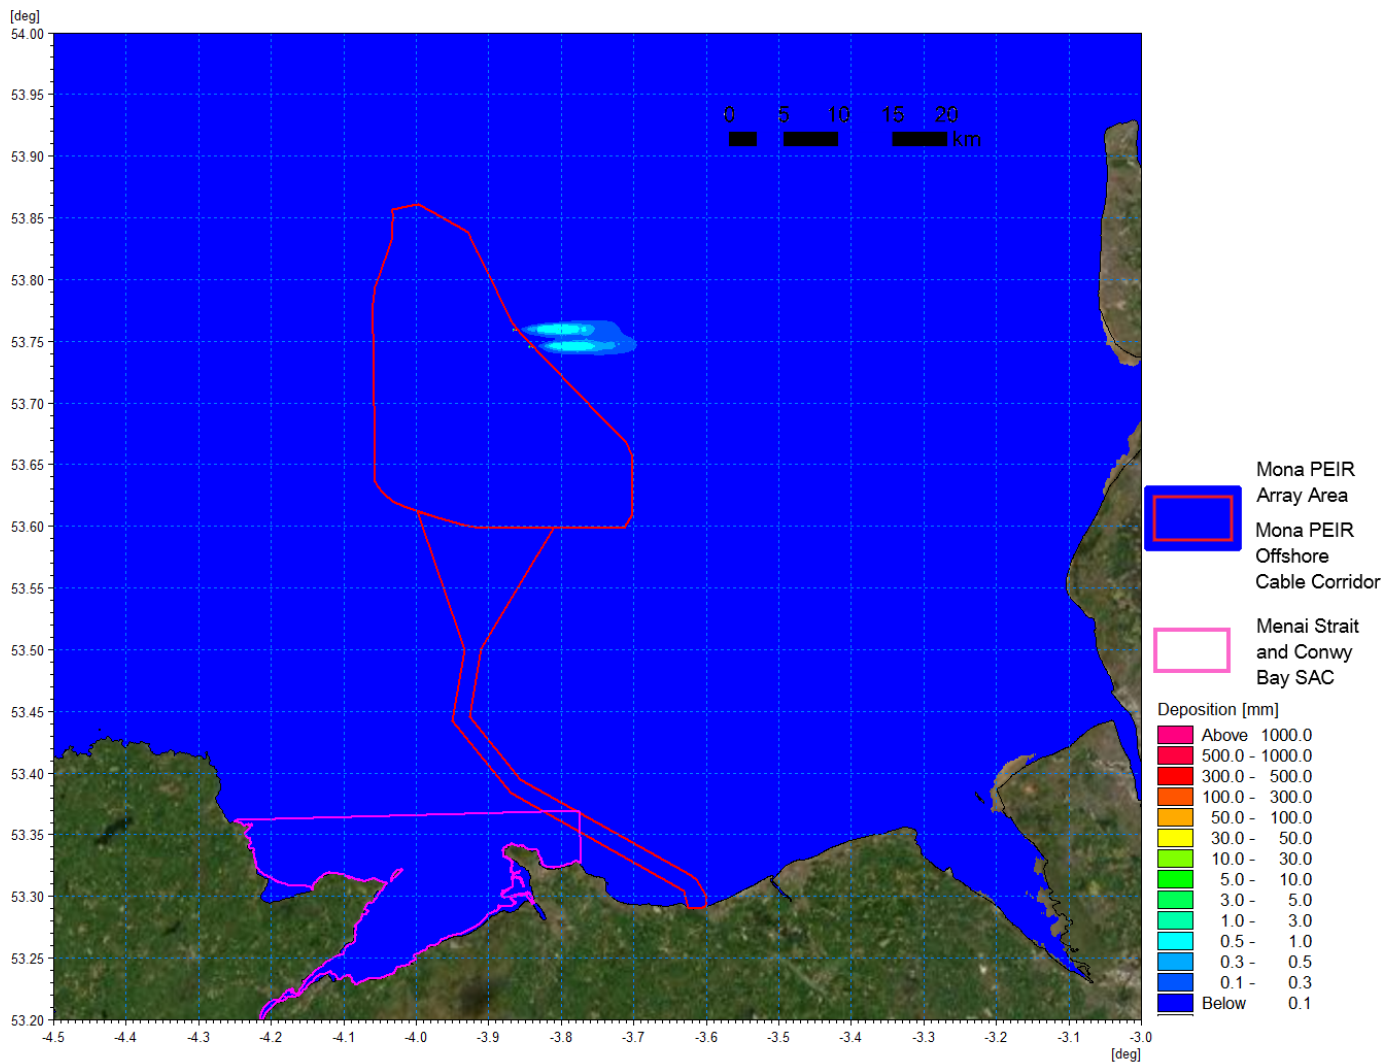 [deg]
54.00
53.95
53.90
53.85
53.80
53.75
53.70
53.65
53.60
53.55
53.50
53.45
53.40
53.35
53.30
53.25
53.20
0 5 10 15 20
km
-4.5 -4.4 -4.3 -4.2 -4.1 -4.0 -3.9 -3.8 -3.7 -3.6 -3.5 -3.4 -3.3 -3.2 -3.1 -3.0
[deg]
Mona PEIR
Array Area
Mona PEIR
Offshore
Cable Corridor
Menai Strait
and Conwy
Bay SAC
Deposition [mm]
Above 1000.0
500.0 - 1000.0
300.0 - 500.0
100.0 - 300.0
50.0 - 100.0
30.0 - 50.0
10.0 - 30.0
5.0 - 10.0
3.0 - 5.0
1.0 - 3.0
0.5 - 1.0
0.3 - 0.5
0.1 - 0.3
Below 0.1